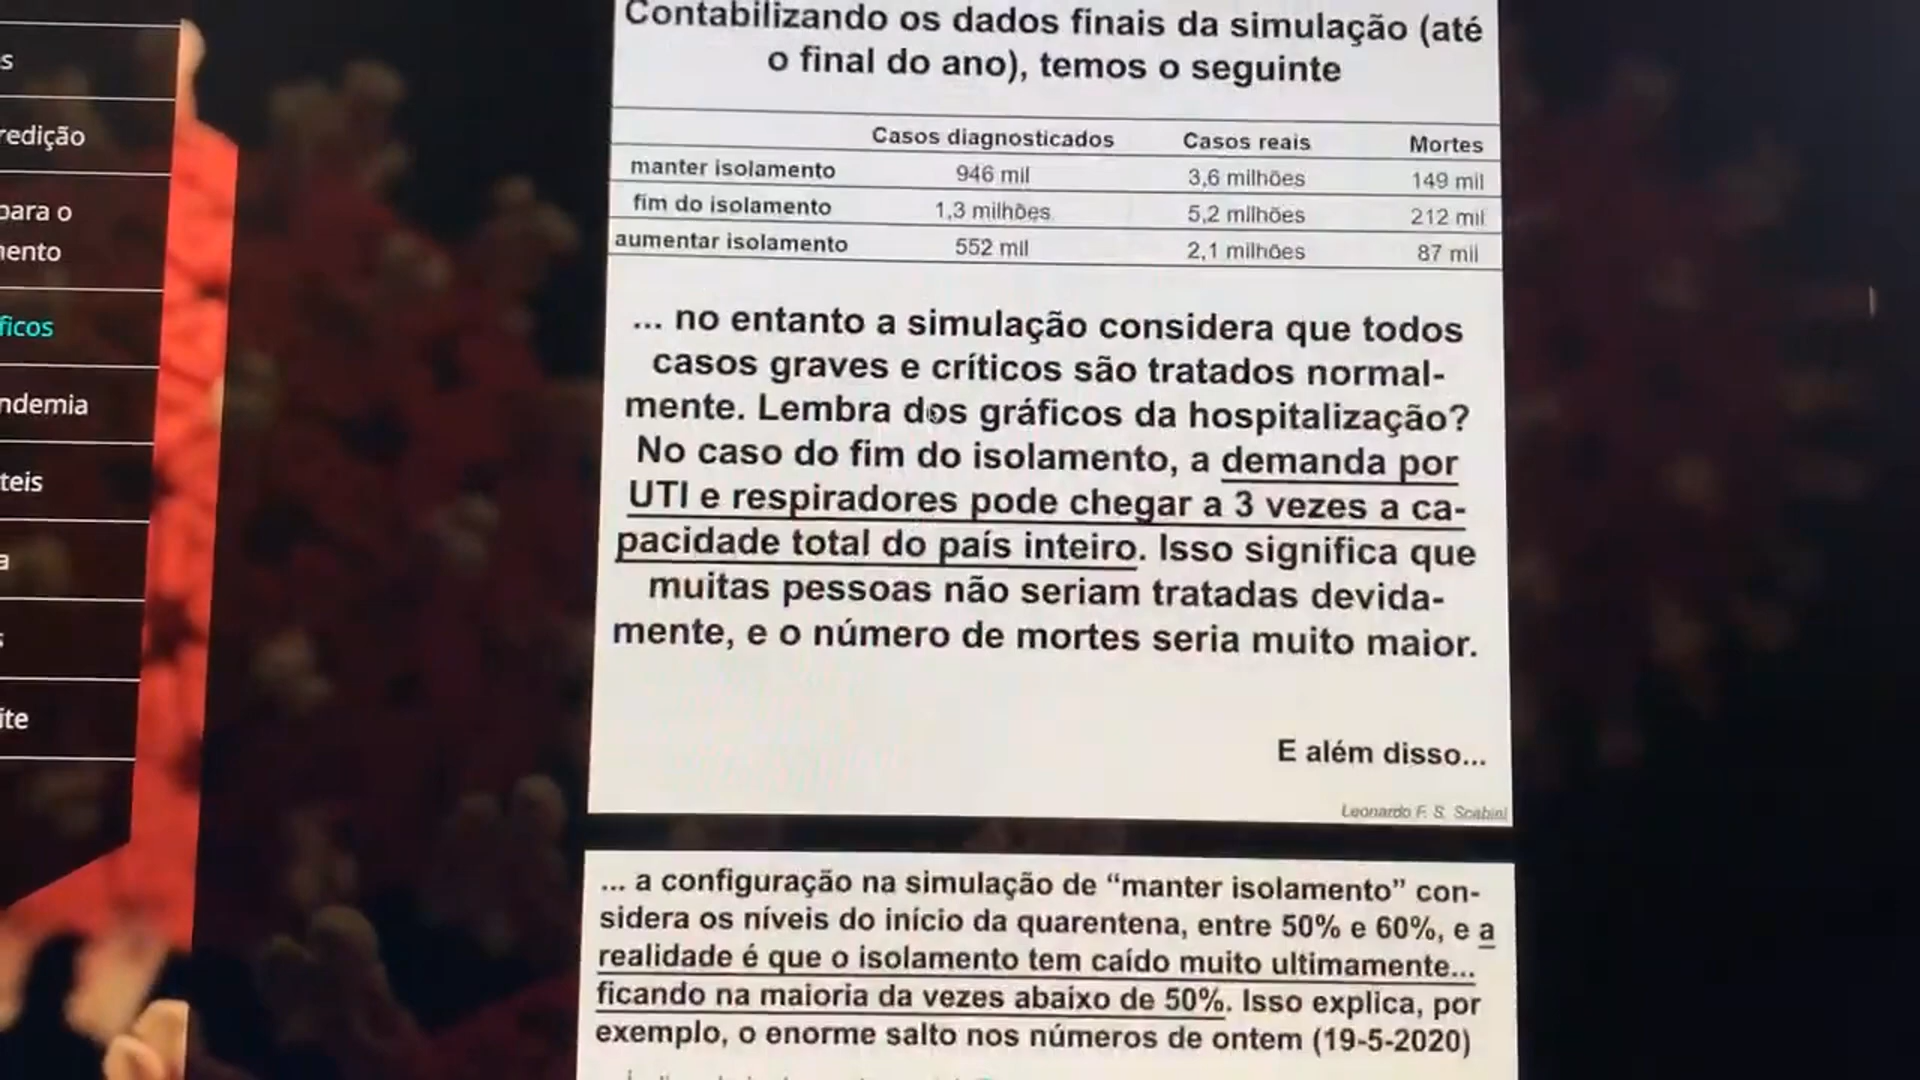 s
redição
para o
mento
ficos
ndemia
teis
a
s
ite
Contabilizando os dados finais da simulação (até
o final do ano), temos o seguinte
Casos diagnosticados Casos reais Mortes
manter isolamento 946 mil 3,6 milhões 149 mil
fim do isolamento 1,3 milhões 5,2 milhões 212 mil
aumentar isolamento 552 mil 2,1 milhões 87 mil
... no entanto a simulação considera que todos
casos graves e críticos são tratados normal-
mente. Lembra dos gráficos da hospitalização?
No caso do fim do isolamento, a demanda por
UTI e respiradores pode chegar a 3 vezes a ca-
pacidade total do país inteiro. Isso significa que
muitas pessoas não seriam tratadas devida-
mente, e o número de mortes seria muito maior.
E além disso...
Leonardo F. S. Scabini
... a configuração na simulação de “manter isolamento” con-
sidera os níveis do início da quarentena, entre 50% e 60%, e a
realidade é que o isolamento tem caído muito ultimamente...
ficando na maioria da vezes abaixo de 50%. Isso explica, por
exemplo, o enorme salto nos números de ontem (19-5-2020)